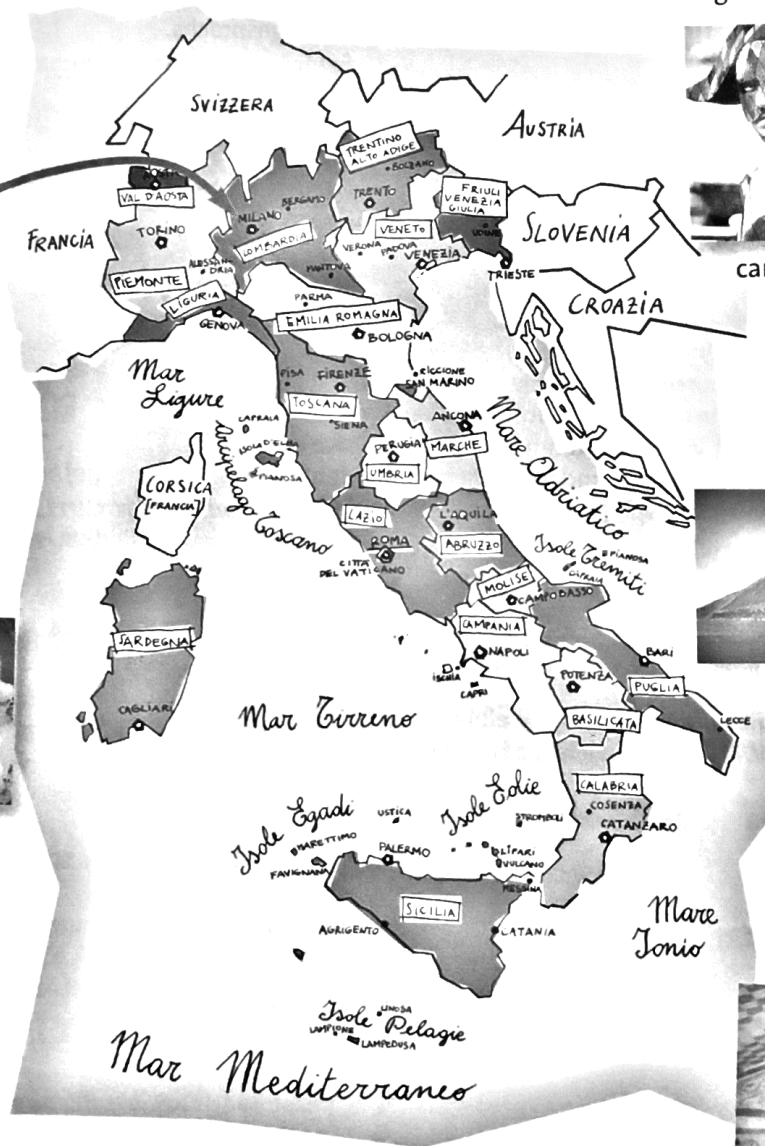 SVIZZERA
AUSTRIA
TRENTINO
ALTO ADIGE
BOLZANO
AOSTA
VAL D'AOSTA
BERGAMO
TRENTO
FRIULI
VENEZIA
GIULIA
UDINE
MILANO
LOMBARDIA
VENETO
SLOVENIA
FRANCIA
TORINO
VERONA
PADOVA
VENEZIA
ALESSAN-
DRIA
MANTOVA
TRIESTE
PIEMONTE
LIGURIA
PARMA
EMILIA ROMAGNA
CROAZIA
GENOVA
BOLOGNA
Mar
Ligure
PISA
FIRENZE
RICCIONE
SAN MARINO
TOSCANA
SIENA
ANCONA
Mare Adriatico
CAPRAIA
ISOLA D'ELBA
PIANOSA
Arcipelago Toscano
PERUGIA
MARCHE
UMBRIA
CORSICA
[FRANCIA]
LAZIO
L'AQUILA
ROMA
ABRUZZO
CITTÀ
DEL VATICANO
Isole Tremiti
PIANOSA
CAPRAIA
MOLISE
CAMPOBASSO
SARDEGNA
CAMPANIA
NAPOLI
BARI
ISCHIA
CAPRI
POTENZA
PUGLIA
CAGLIARI
Mar Tirreno
BASILICATA
LECCE
CALABRIA
COSENZA
CATANZARO
Isole Egadi
USTICA
Isole Eolie
STROMBOLI
MARETTIMO
FAVIGNANA
PALERMO
LIPARI
VULCANO
MESSINA
SICILIA
AGRIGENTO
CATANIA
Mare
Jonio
LINOSA
Isole Pelagie
LAMPIONE
LAMPEDUSA
Mar Mediterraneo